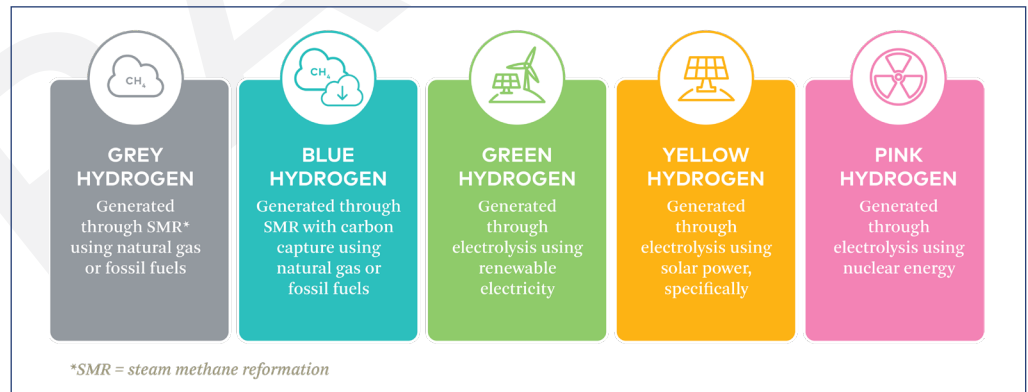 CH₄
GREY
HYDROGEN
Generated
through SMR*
using natural gas
or fossil fuels
CH₄
BLUE
HYDROGEN
Generated through
SMR with carbon
capture using
natural gas or
fossil fuels
GREEN
HYDROGEN
Generated
through
electrolysis using
renewable
electricity
YELLOW
HYDROGEN
Generated
through
electrolysis using
solar power,
specifically
PINK
HYDROGEN
Generated
through
electrolysis using
nuclear energy
*SMR = steam methane reformation